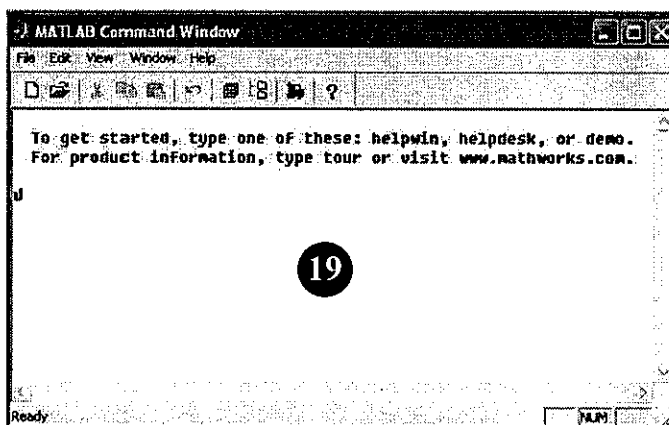 MATLAB Command Window
File Edit View Window Help
?
To get started, type one of these: helpwin, helpdesk, or demo.
For product information, type tour or visit www.mathworks.com.
19
Ready NUM